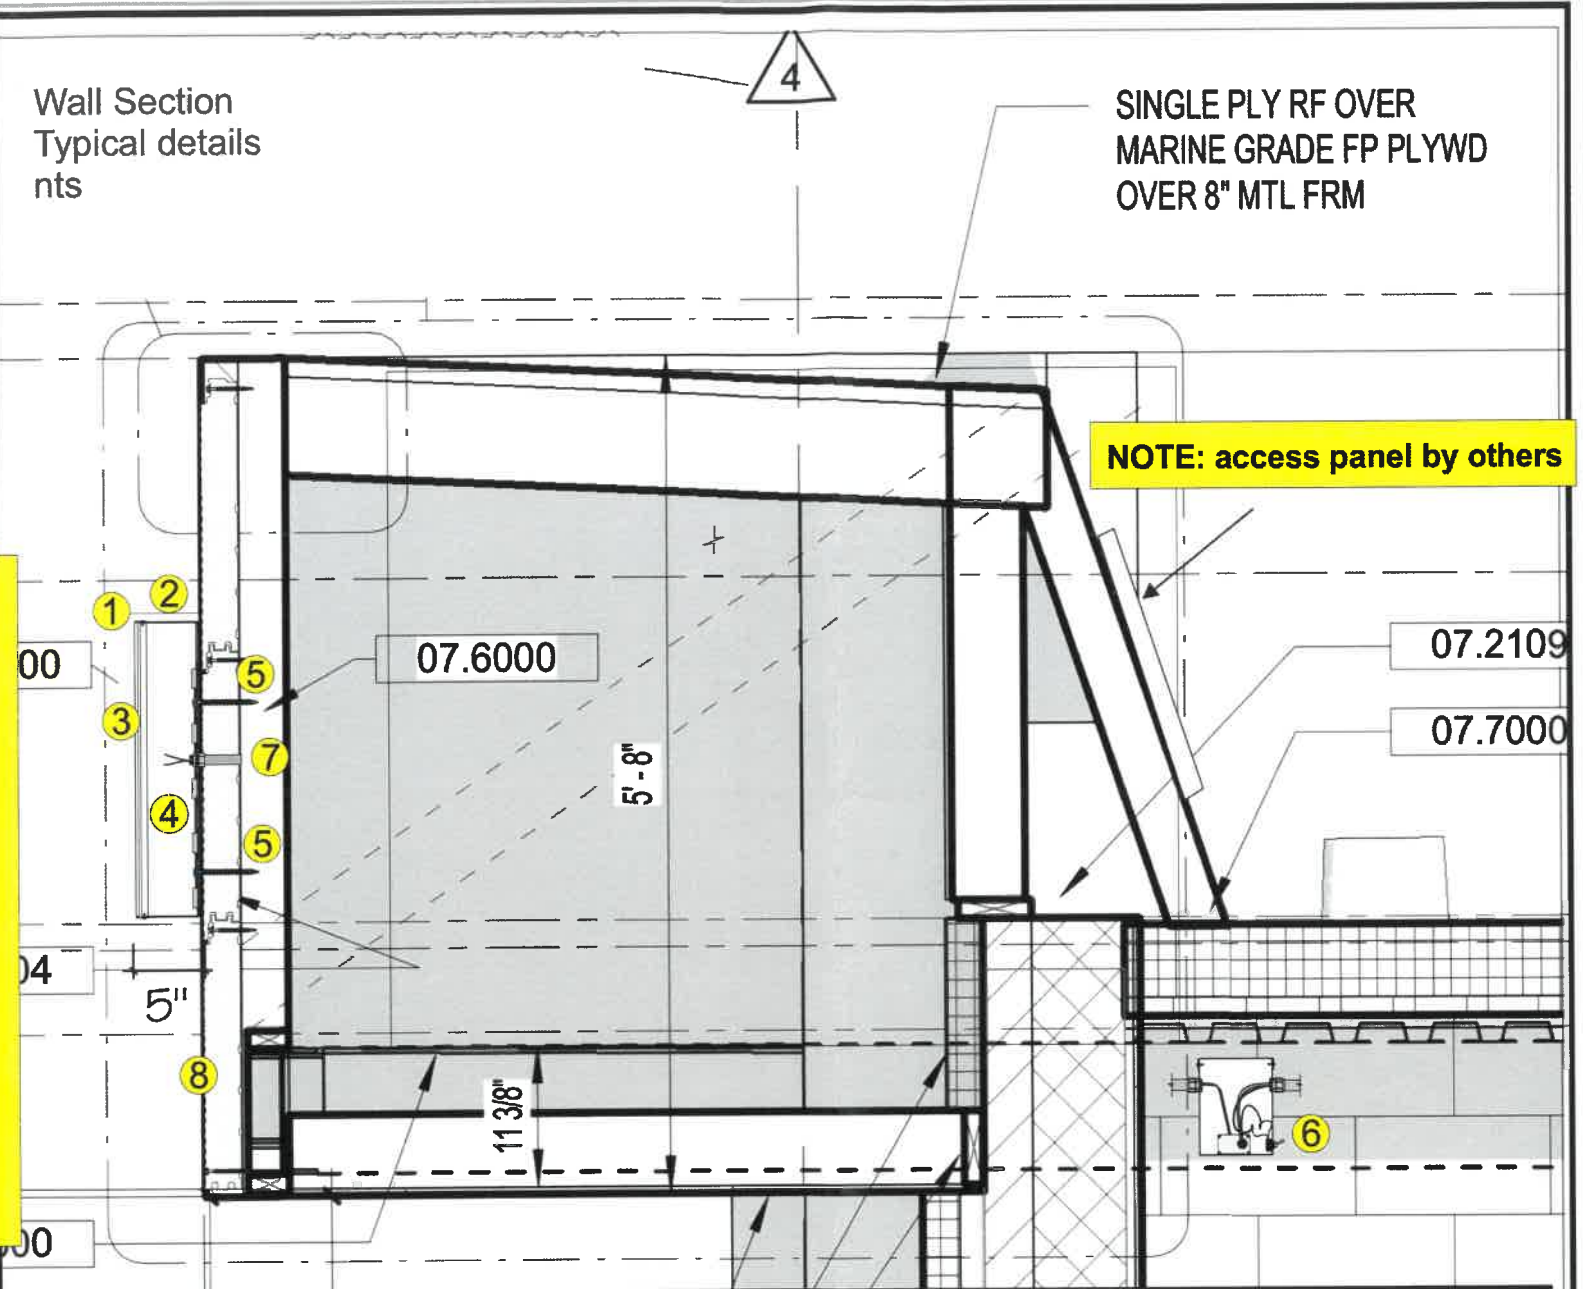 4
Wall Section
Typical details
nts
SINGLE PLY RF OVER
MARINE GRADE FP PLYWD
OVER 8" MTL FRM
NOTE: access panel by others
1
2
00
5
07.6000
07.2109
3
07.7000
7
5' - 8"
4
5
04
5"
8
11 3/8"
6
00